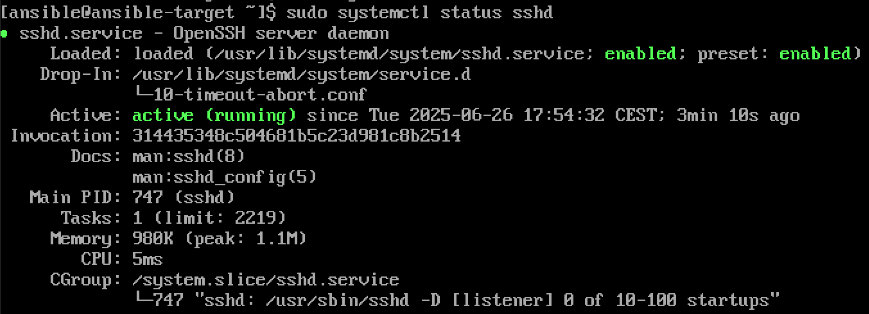 [ansible@ansible-target ~]$ sudo systemctl status sshd
● sshd.service - OpenSSH server daemon
Loaded: loaded (/usr/lib/systemd/system/sshd.service; enabled; preset: enabled)
Drop-In: /usr/lib/systemd/system/service.d
└─10-timeout-abort.conf
Active: active (running) since Tue 2025-06-26 17:54:32 CEST; 3min 10s ago
Invocation: 314435348c504681b5c23d981c8b2514
Docs: man:sshd(8)
man:sshd_config(5)
Main PID: 747 (sshd)
Tasks: 1 (limit: 2219)
Memory: 980K (peak: 1.1M)
CPU: 5ms
CGroup: /system.slice/sshd.service
└─747 "sshd: /usr/sbin/sshd -D [listener] 0 of 10-100 startups"